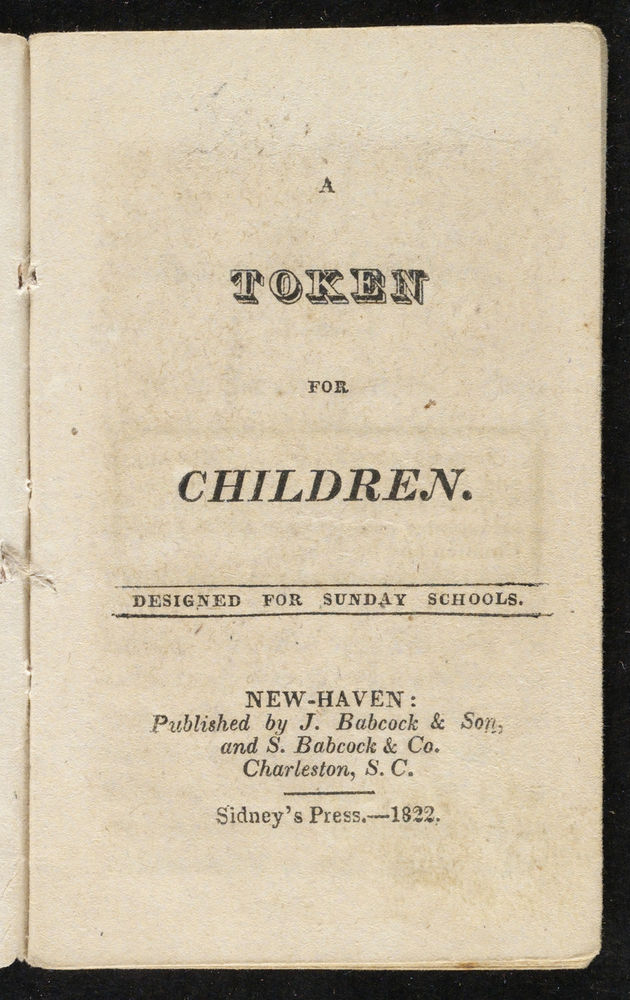 A
TOKEN
FOR
CHILDREN.
DESIGNED FOR SUNDAY SCHOOLS.
NEW-HAVEN:
Published by J. Babcock & Son,
and S. Babcock & Co.
Charleston, S. C.
Sidney's Press.—1822.